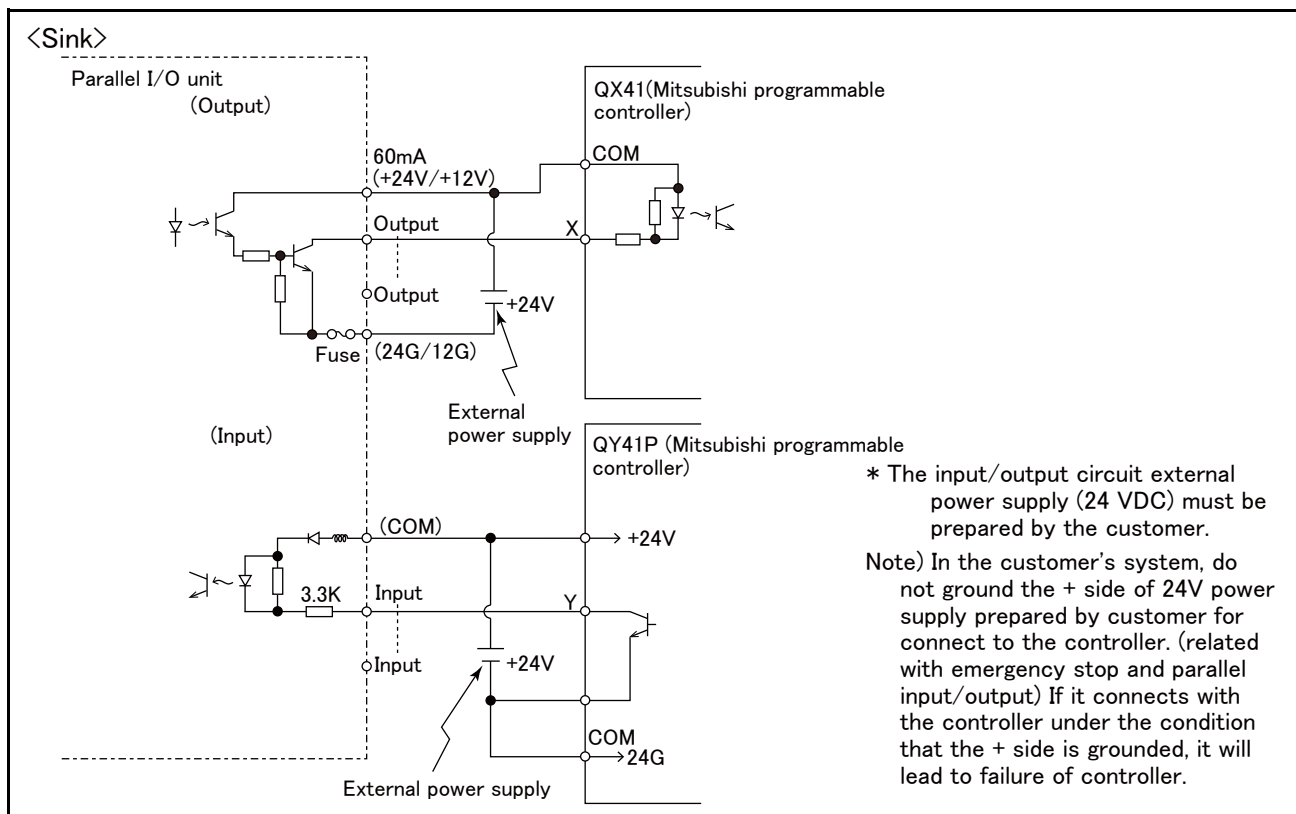 <Sink>
Parallel I/O unit
(Output)
QX41(Mitsubishi programmable
controller)
60mA
(+24V/+12V)
COM
Output
X
Output
+24V
Fuse
(24G/12G)
External
power supply
(Input)
QY41P (Mitsubishi programmable
controller)
(COM)
+24V
3.3K
Input
Y
Input
+24V
COM
24G
External power supply
* The input/output circuit external
power supply (24 VDC) must be
prepared by the customer.
Note) In the customer's system, do
not ground the + side of 24V power
supply prepared by customer for
connect to the controller. (related
with emergency stop and parallel
input/output) If it connects with
the controller under the condition
that the + side is grounded, it will
lead to failure of controller.